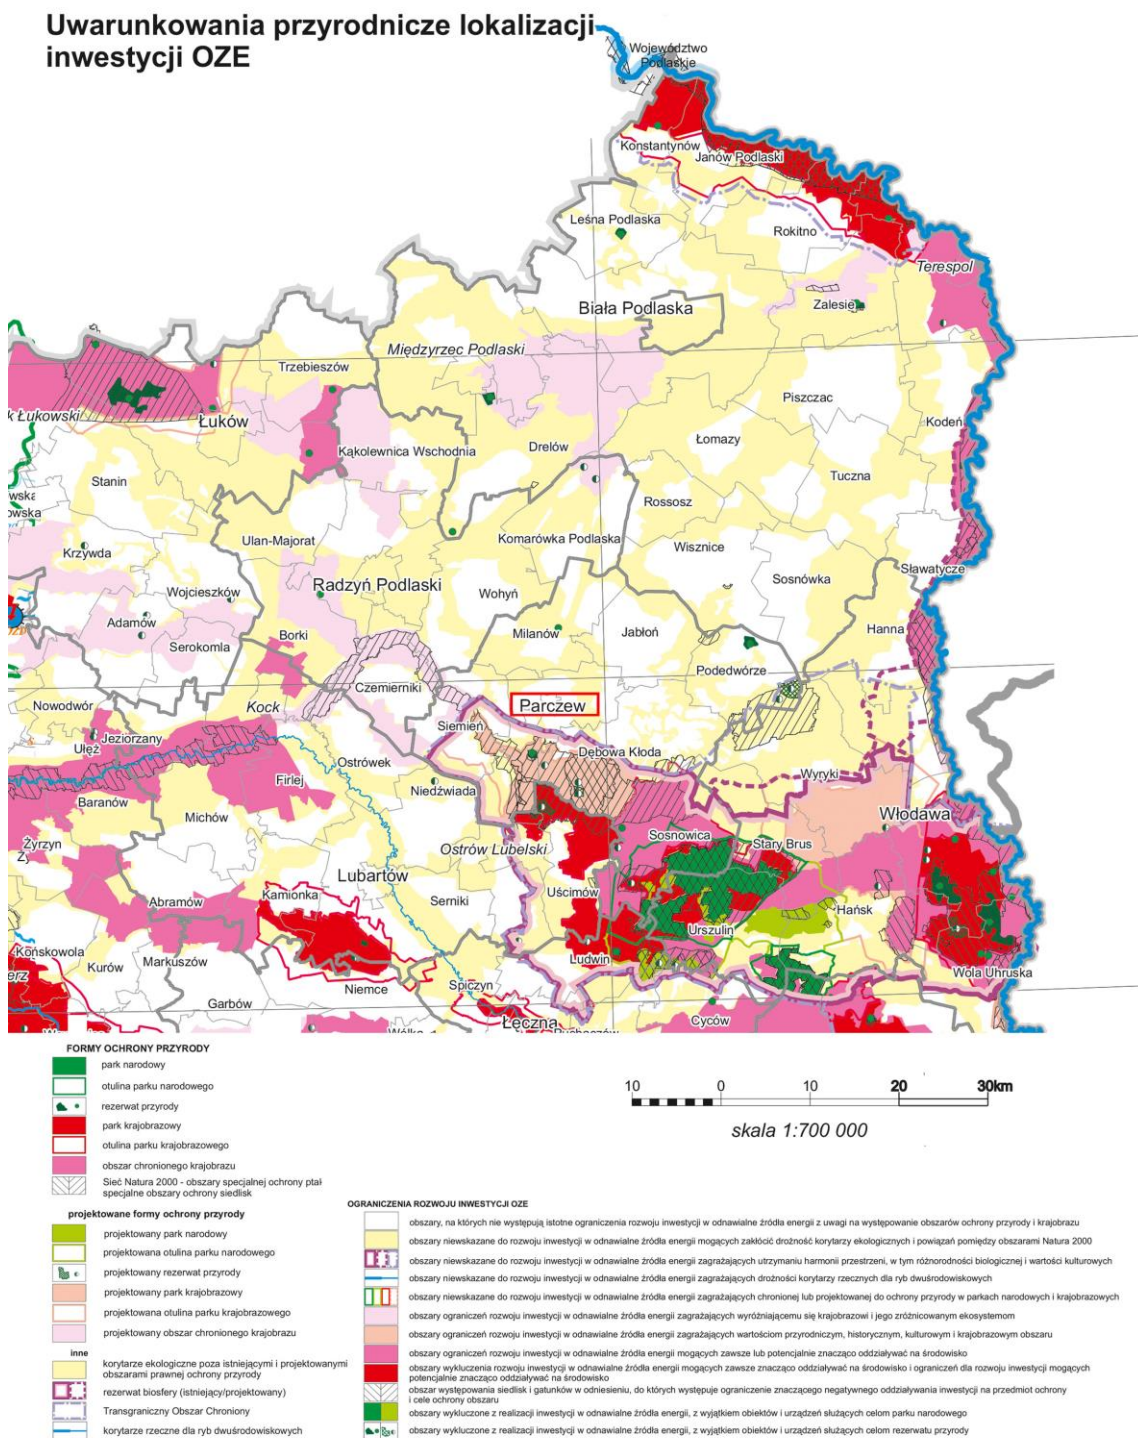 Uwarunkowania przyrodnicze lokalizacji
inwestycji OZE
Województwo
Podlaskie
Konstantynów
Janów Podlaski
Leśna Podlaska
Rokitno
Terespol
Zalesie
Biała Podlaska
Międzyrzec Podlaski
Trzebieszów
Piszczac
k Łukowski
Łuków
Kodeń
Łomazy
Kąkolewnica Wschodnia
Drelów
Tuczna
Stanin
Rossosz
Ulan-Majorat
Komarówka Podlaska
Wisznice
Krzywda
Sławatycze
Radzyń Podlaski
Sosnówka
Wojcieszków
Wohyń
Adamów
Milanów
Jabłoń
Hanna
Borki
Serokomla
Podedwórze
Czemierniki
Nowodwór
Kock
Parczew
Siemień
Jeziorzany
Ułęż
Dębowa Kłoda
Ostrówek
Wyryki
Firlej
Niedźwiada
Baranów
Michów
Włodawa
Żyrzyn
Sosnowica
Stary Brus
Ostrów Lubelski
Lubartów
Uścimów
Kamionka
Abramów
Serniki
Hańsk
Urszulin
Końskowola
Markuszów
Kurów
Ludwin
Wola Uhruska
Niemce
Spiczyn
Garbów
Łęczna
Cyców
FORMY OCHRONY PRZYRODY
park narodowy
otulina parku narodowego
rezerwat przyrody
park krajobrazowy
otulina parku krajobrazowego
obszar chronionego krajobrazu
Sieć Natura 2000 - obszary specjalnej ochrony ptak
specjalne obszary ochrony siedlisk
projektowane formy ochrony przyrody
projektowany park narodowy
projektowana otulina parku narodowego
projektowany rezerwat przyrody
projektowany park krajobrazowy
projektowana otulina parku krajobrazowego
projektowany obszar chronionego krajobrazu
inne
korytarze ekologiczne poza istniejącymi i projektowanymi
obszarami prawnej ochrony przyrody
rezerwat biosfery (istniejący/projektowany)
Transgraniczny Obszar Chroniony
korytarze rzeczne dla ryb dwuśrodowiskowych
10 0 10 20 30km
skala 1:700 000
OGRANICZENIA ROZWOJU INWESTYCJI OZE
obszary, na których nie występują istotne ograniczenia rozwoju inwestycji w odnawialne źródła energii z uwagi na występowanie obszarów ochrony przyrody i krajobrazu
obszary niewskazane do rozwoju inwestycji w odnawialne źródła energii mogących zakłócić drożność korytarzy ekologicznych i powiązań pomiędzy obszarami Natura 2000
obszary niewskazane do rozwoju inwestycji w odnawialne źródła energii zagrażających utrzymaniu harmonii przestrzeni, w tym różnorodności biologicznej i wartości kulturowych
obszary niewskazane do rozwoju inwestycji w odnawialne źródła energii zagrażających drożności korytarzy rzecznych dla ryb dwuśrodowiskowych
obszary niewskazane do rozwoju inwestycji w odnawialne źródła energii zagrażających chronionej lub projektowanej do ochrony przyrody w parkach narodowych i krajobrazowych
obszary ograniczeń rozwoju inwestycji w odnawialne źródła energii zagrażających wyróżniającemu się krajobrazowi i jego zróżnicowanym ekosystemom
obszary ograniczeń rozwoju inwestycji w odnawialne źródła energii zagrażających wartościom przyrodniczym, historycznym, kulturowym i krajobrazowym obszaru
obszary ograniczeń rozwoju inwestycji w odnawialne źródła energii mogących zawsze lub potencjalnie znacząco oddziaływać na środowisko
obszary wykluczenia rozwoju inwestycji w odnawialne źródła energii mogących zawsze znacząco oddziaływać na środowisko i ograniczeń dla rozwoju inwestycji mogących
potencjalnie znacząco oddziaływać na środowisko
obszar występowania siedlisk i gatunków w odniesieniu, do których występuje ograniczenie znaczącego negatywnego oddziaływania inwestycji na przedmiot ochrony
i cele ochrony obszaru
obszary wykluczone z realizacji inwestycji w odnawialne źródła energii, z wyjątkiem obiektów i urządzeń służących celom parku narodowego
obszary wykluczone z realizacji inwestycji w odnawialne źródła energii, z wyjątkiem obiektów i urządzeń służących celom rezerwatu przyrody